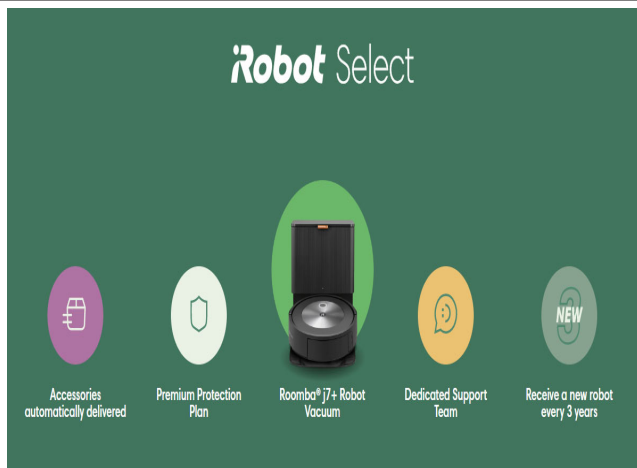 iRobot Select
3
NEW
Accessories
automatically delivered
Premium Protection
Plan
Roomba® j7+ Robot
Vacuum
Dedicated Support
Team
Receive a new robot
every 3 years